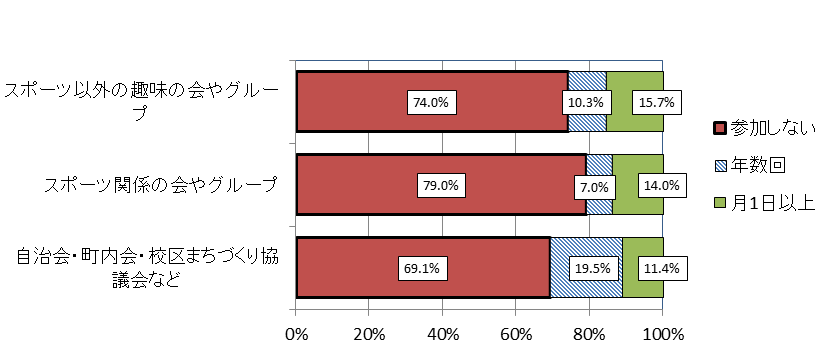 スポーツ以外の趣味の会やグルー
プ
74.0%
10.3%
15.7%
スポーツ関係の会やグループ
79.0%
7.0%
14.0%
自治会・町内会・校区まちづくり協
議会など
69.1%
19.5%
11.4%
0%
20%
40%
60%
80%
100%
参加しない
年数回
月1日以上